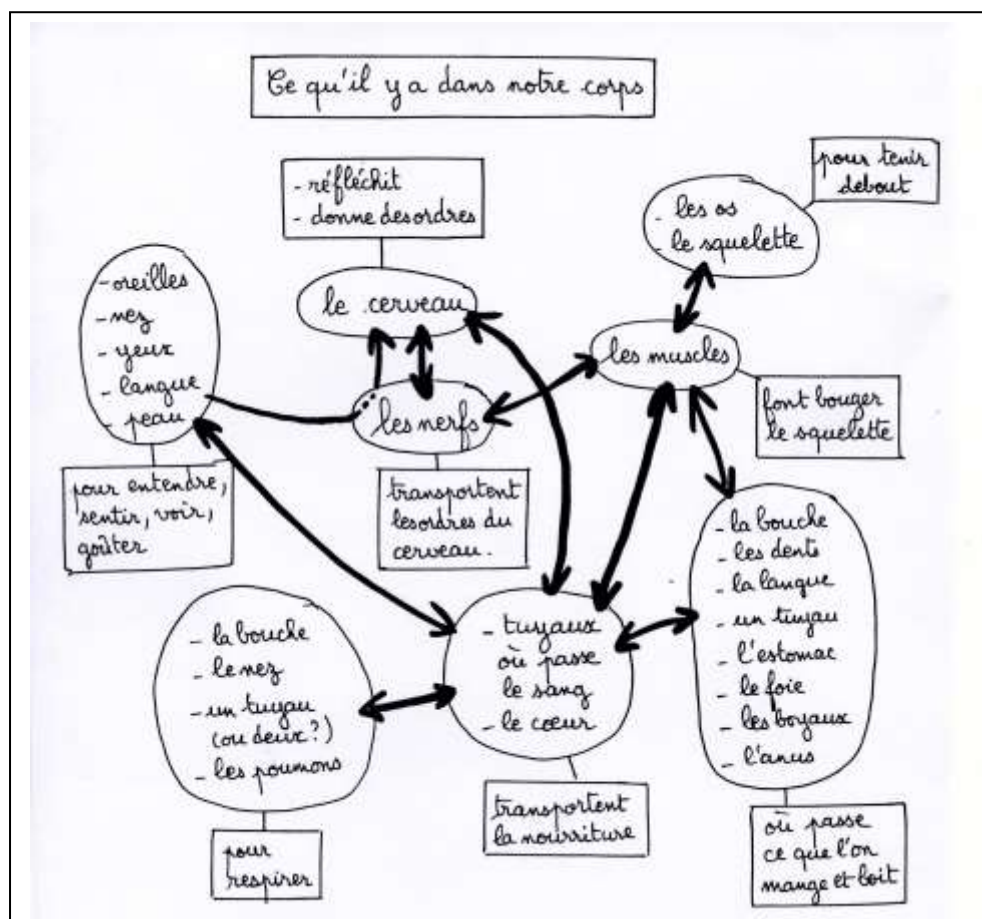 Ce qu'il y a dans notre corps
- réfléchit
- donne des ordres
le cerveau
pour tenir
debout
- les os
- le squelette
- oreilles
- nez
- yeux
- langue
- peau
pour entendre,
sentir, voir,
goûter
les nerfs
transportent
les ordres du
cerveau.
les muscles
font bouger
le squelette
- la bouche
- le nez
- un tuyau
(ou deux?)
- les poumons
pour
respirer
- tuyaux
où passe
le sang
- le cœur
transportent
la nourriture
- la bouche
- les dents
- la langue
- un tuyau
- l'estomac
- le foie
- les boyaux
- l'anus
où passe
ce que l'on
mange et boit